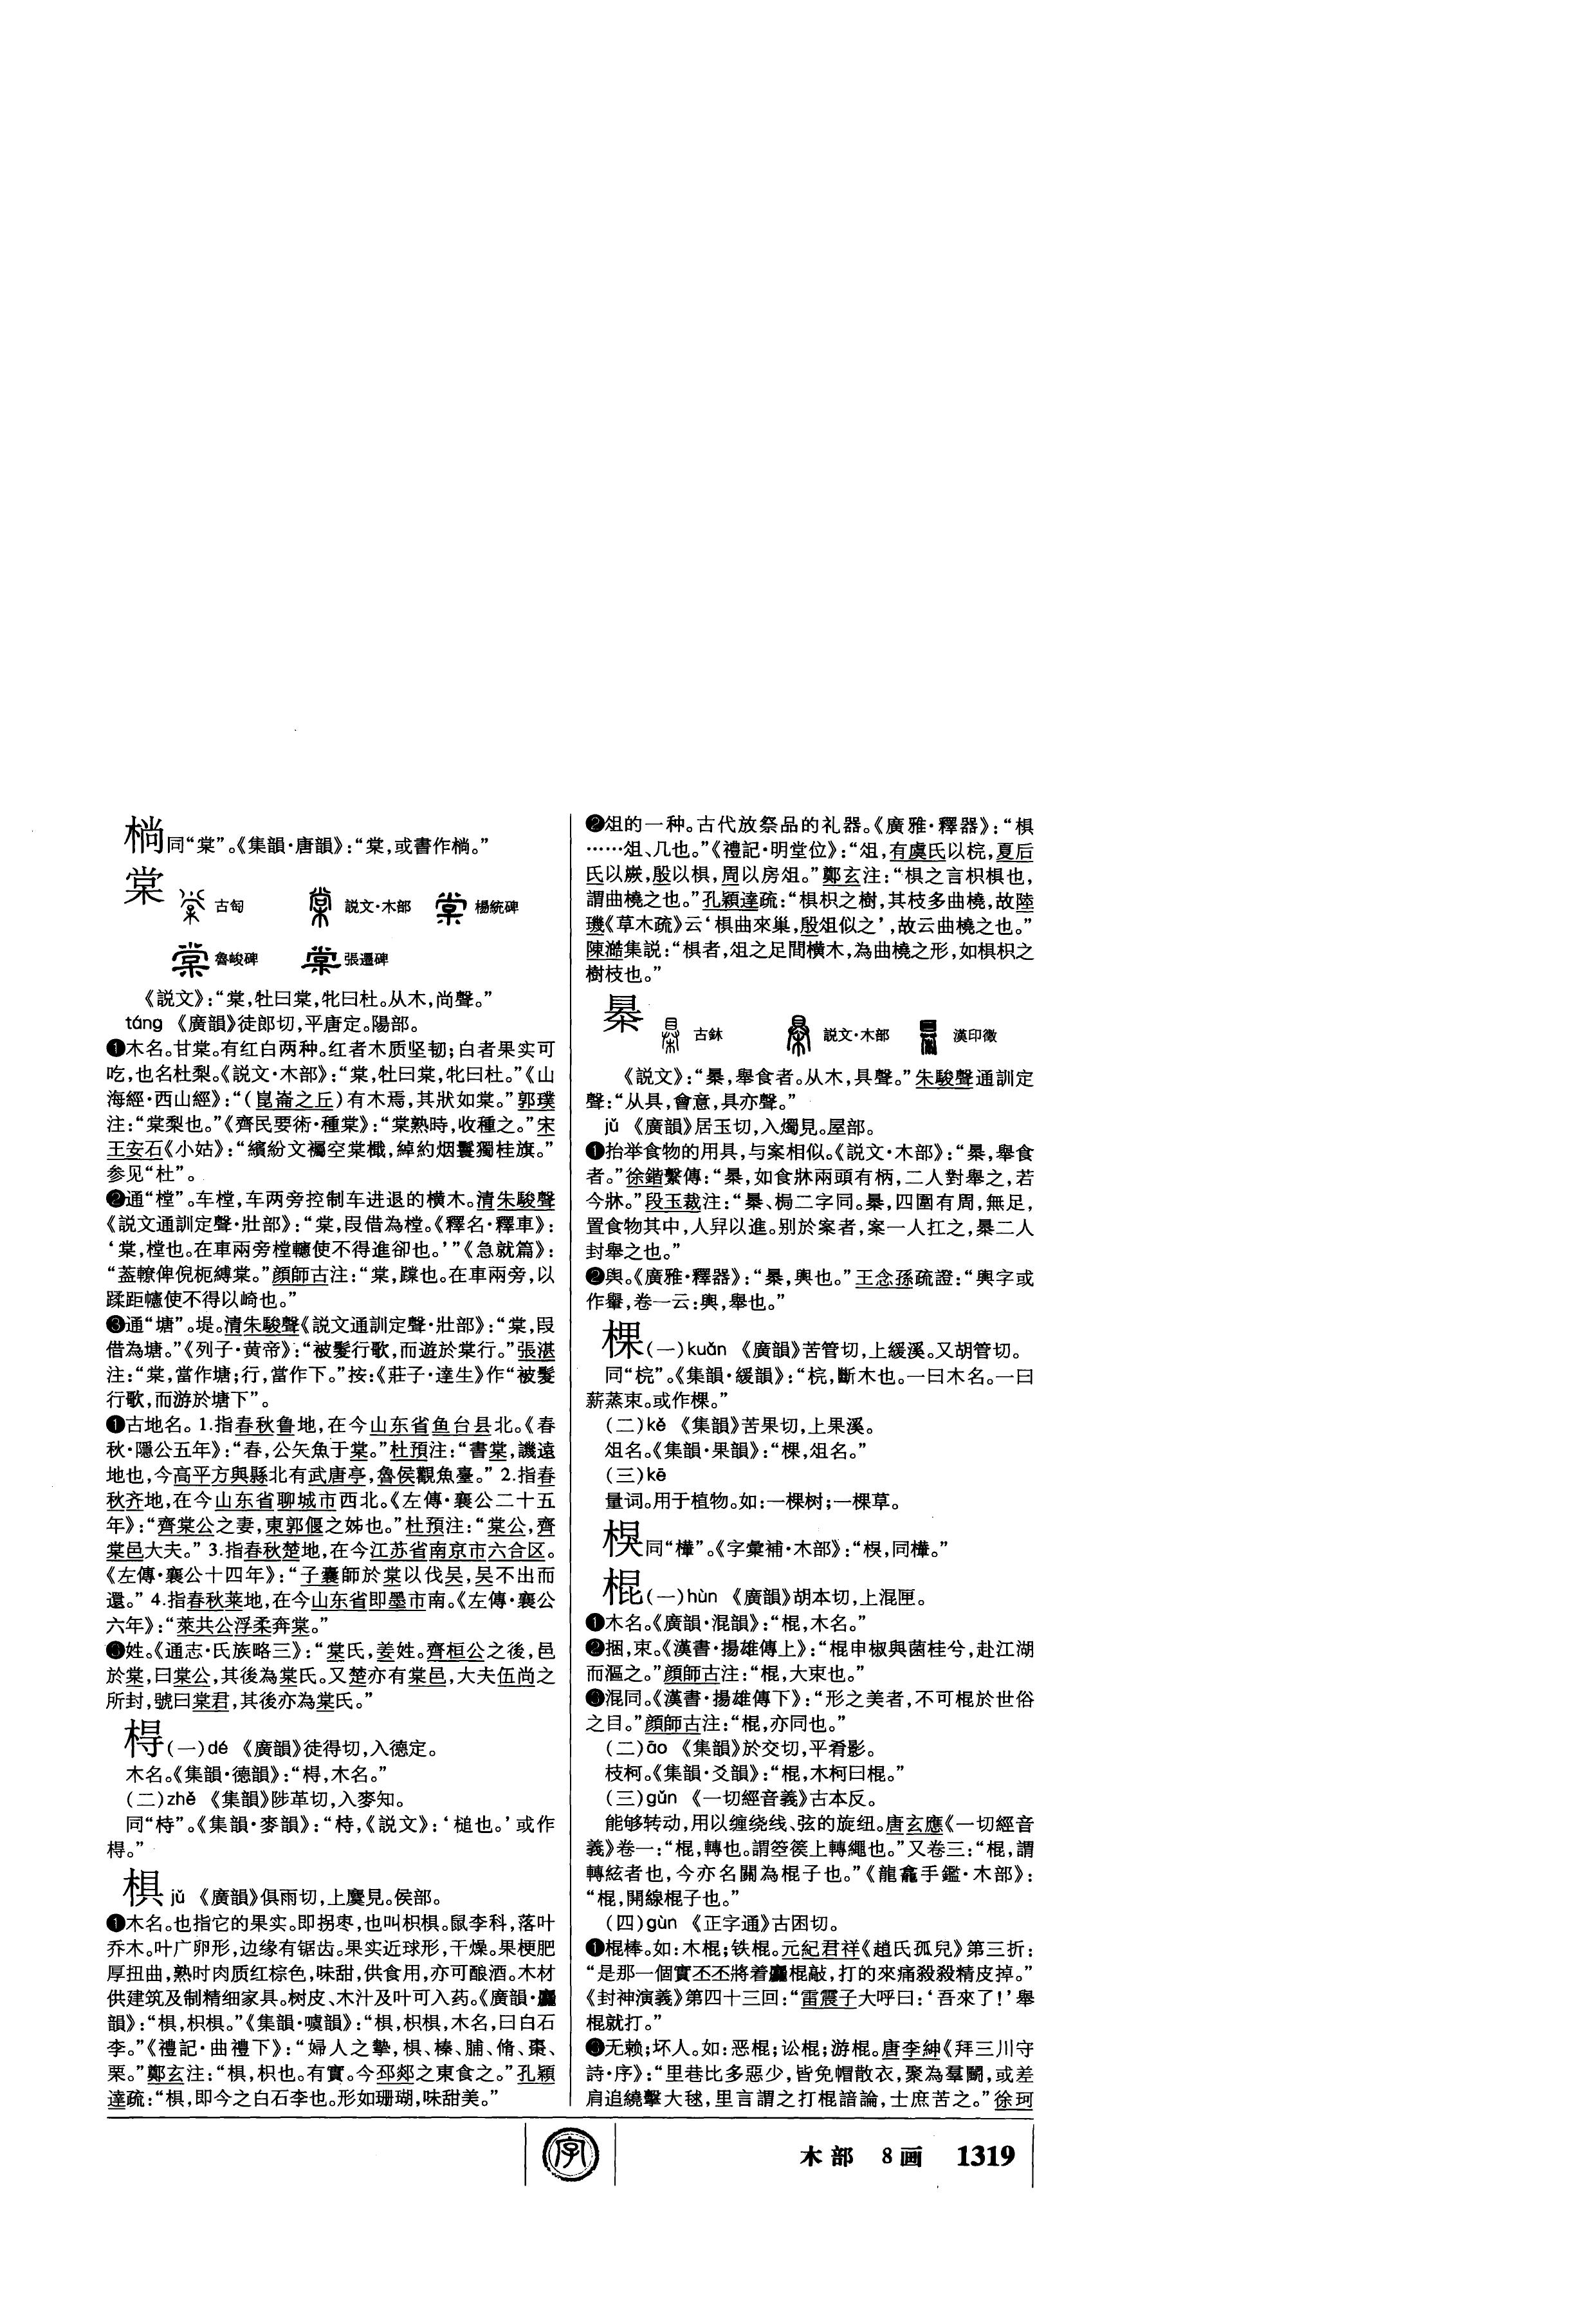 㭻同“棠”。《集韻·唐韻》：“棠，或書作㭻。”
棠 古匋 説文·木部 楊統碑
魯峻碑 張遷碑
《説文》：“棠，牡曰棠，牝曰杜。从木，尚聲。”
táng 《廣韻》徒郎切，平唐定。陽部。
❶木名。甘棠。有红白两种。红者木质坚韧；白者果实可
吃，也名杜梨。《説文·木部》：“棠，牡曰棠，牝曰杜。”《山
海經·西山經》：“（崑崙之丘）有木焉，其狀如棠。”郭璞
注：“棠梨也。”《齊民要術·種棠》：“棠熟時，收種之。”宋
王安石《小姑》：“繽紛文襡空棠檝，綽約烟鬟獨桂旗。”
参见“杜”。
❷通“樘”。车樘，车两旁控制车进退的横木。清朱駿聲
《説文通訓定聲·壯部》：“棠，叚借為樘。《釋名·釋車》：
‘棠，樘也。在車兩旁樘幰使不得進卻也。’”《急就篇》：
“蓋轑俾倪枙縛棠。”顔師古注：“棠，蹚也。在車兩旁，以
蹂距幰使不得以崎也。”
❸通“塘”。堤。清朱駿聲《説文通訓定聲·壯部》：“棠，叚
借為塘。”《列子·黄帝》：“被髮行歌，而遊於棠行。”張湛
注：“棠，當作塘；行，當作下。”按：《莊子·達生》作“被髮
行歌，而游於塘下”。
古地名。1.指春秋鲁地，在今山东省鱼台县北。《春
秋·隱公五年》：“春，公矢魚于棠。”杜預注：“書棠，譏遠
地也，今高平方與縣北有武唐亭，魯侯觀魚臺。” 2.指春
秋齐地，在今山东省聊城市西北。《左傳·襄公二十五
年》：“齊棠公之妻，東郭偃之姊也。”杜預注：“棠公，齊
棠邑大夫。” 3.指春秋楚地，在今江苏省南京市六合区。
《左傳·襄公十四年》：“子囊師於棠以伐吴，吴不出而
還。” 4.指春秋莱地，在今山东省即墨市南。《左傳·襄公
六年》：“萊共公浮柔奔棠。”
姓。《通志·氏族略三》：“棠氏，姜姓。齊桓公之後，邑
於棠，曰棠公，其後為棠氏。又楚亦有棠邑，大夫伍尚之
所封，號曰棠君，其後亦為棠氏。”
棏（一）dé 《廣韻》徒得切，入德定。
木名。《集韻·德韻》：“棏，木名。”
（二）zhě 《集韻》陟革切，入麥知。
同“㭙”。《集韻·麥韻》：“㭙，《説文》：‘槌也。’或作
棏。”
椇 jǔ 《廣韻》俱雨切，上麌見。侯部。
❶木名。也指它的果实。即拐枣，也叫枳椇。鼠李科，落叶
乔木。叶广卵形，边缘有锯齿。果实近球形，干燥。果梗肥
厚扭曲，熟时肉质红棕色，味甜，供食用，亦可酿酒。木材
供建筑及制精细家具。树皮、木汁及叶可入药。《廣韻·麌
韻》：“椇，枳椇。”《集韻·噳韻》：“椇，枳椇，木名，曰白石
李。”《禮記·曲禮下》：“婦人之摯，椇、榛、脯、脩、棗、
栗。”鄭玄注：“椇，枳也。有實。今邳郯之東食之。”孔穎
達疏：“椇，即今之白石李也。形如珊瑚，味甜美。”
❷俎的一种。古代放祭品的礼器。《廣雅·釋器》：“椇
……俎、几也。”《禮記·明堂位》：“俎，有虞氏以梡，夏后
氏以嶡，殷以椇，周以房俎。”鄭玄注：“椇之言枳椇也，
謂曲橈之也。”孔穎達疏：“椇枳之樹，其枝多曲橈，故陸
璣《草木疏》云‘椇曲來巢，殷俎似之’，故云曲橈之也。”
陳澔集説：“椇者，俎之足間横木，為曲橈之形，如椇枳之
樹枝也。”
㮂 古鉥 説文·木部 漢印徵
《説文》：“㮂，舉食者。从木，具聲。”朱駿聲通訓定
聲：“从具，會意，具亦聲。”
jǔ 《廣韻》居玉切，入燭見。屋部。
❶抬举食物的用具，与案相似。《説文·木部》：“㮂，舉食
者。”徐鍇繫傳：“㮂，如食牀兩頭有柄，二人對舉之，若
今牀。”段玉裁注：“㮂、梮二字同。㮂，四圍有周，無足，
置食物其中，人舁以進。别於案者，案一人扛之，㮂二人
封舉之也。”
❷輿。《廣雅·釋器》：“㮂，輿也。”王念孫疏證：“輿字或
作轝，卷一云：輿，舉也。”
棵（一）kuǎn 《廣韻》苦管切，上緩溪。又胡管切。
同“梡”。《集韻·緩韻》：“梡，斷木也。一曰木名。一曰
薪蒸束。或作棵。”
（二）kě 《集韻》苦果切，上果溪。
俎名。《集韻·果韻》：“棵，俎名。”
（三）kē
量词。用于植物。如：一棵树；一棵草。
同“樺”。《字彙補·木部》：“，同樺。”
棍（一）hùn 《廣韻》胡本切，上混匣。
❶木名。《廣韻·混韻》：“棍，木名。”
❷捆，束。《漢書·揚雄傳上》：“棍申椒與菌桂兮，赴江湖
而漚之。”顔師古注：“棍，大束也。”
❸混同。《漢書·揚雄傳下》：“形之美者，不可棍於世俗
之目。”顔師古注：“棍，亦同也。”
（二）āo 《集韻》於交切，平肴影。
枝柯。《集韻·爻韻》：“棍，木柯曰棍。”
（三）gǔn 《一切經音義》古本反。
能够转动，用以缠绕线、弦的旋纽。唐玄應《一切經音
義》卷一：“棍，轉也。謂箜篌上轉繩也。”又卷三：“棍，謂
轉絃者也，今亦名關為棍子也。”《龍龕手鑑·木部》：
“棍，開線棍子也。”
（四）gùn 《正字通》古困切。
❶棍棒。如：木棍；铁棍。元紀君祥《趙氏孤兒》第三折：
“是那一個實丕丕將着麤棍敲，打的來痛殺殺精皮掉。”
《封神演義》第四十三回：“雷震子大呼曰：‘吾來了！’舉
棍就打。”
无赖；坏人。如：恶棍；讼棍；游棍。唐李紳《拜三川守
詩·序》：“里巷比多惡少，皆免帽散衣，聚為羣鬭，或差
肩追繞擊大毬，里言謂之打棍諳論，士庶苦之。”徐珂
字
木部 8画 1319